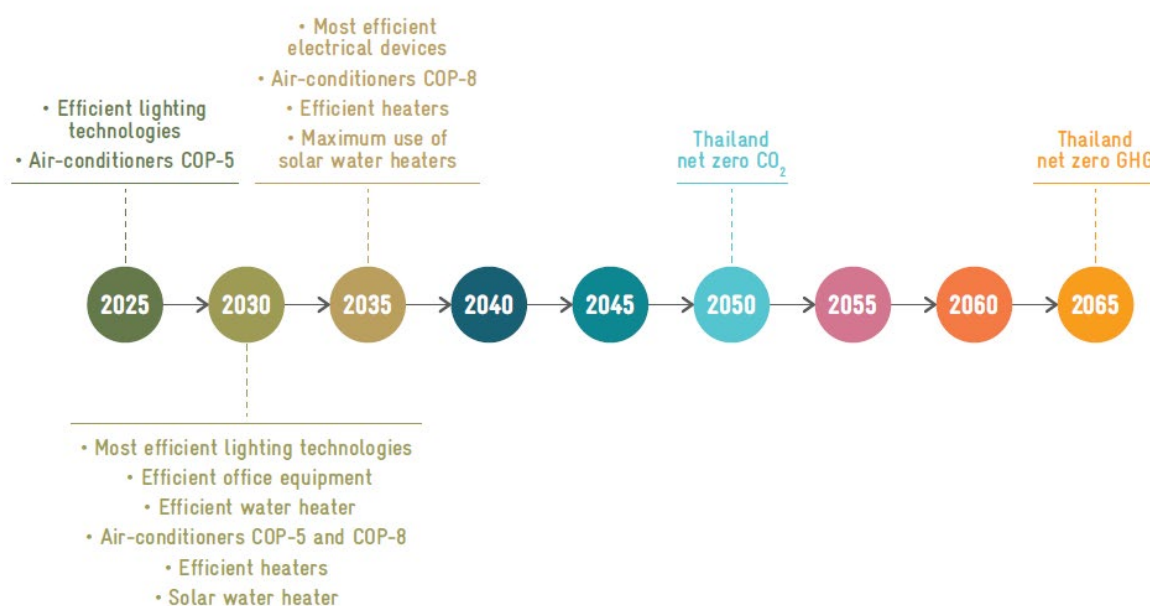 • Most efficient
electrical devices
• Air-conditioners COP-8
• Efficient heaters
• Maximum use of
solar water heaters
• Efficient lighting
technologies
• Air-conditioners COP-5
Thailand
net zero CO₂
Thailand
net zero GHG
2025
2030
2035
2040
2045
2050
2055
2060
2065
• Most efficient lighting technologies
• Efficient office equipment
• Efficient water heater
• Air-conditioners COP-5 and COP-8
• Efficient heaters
• Solar water heater